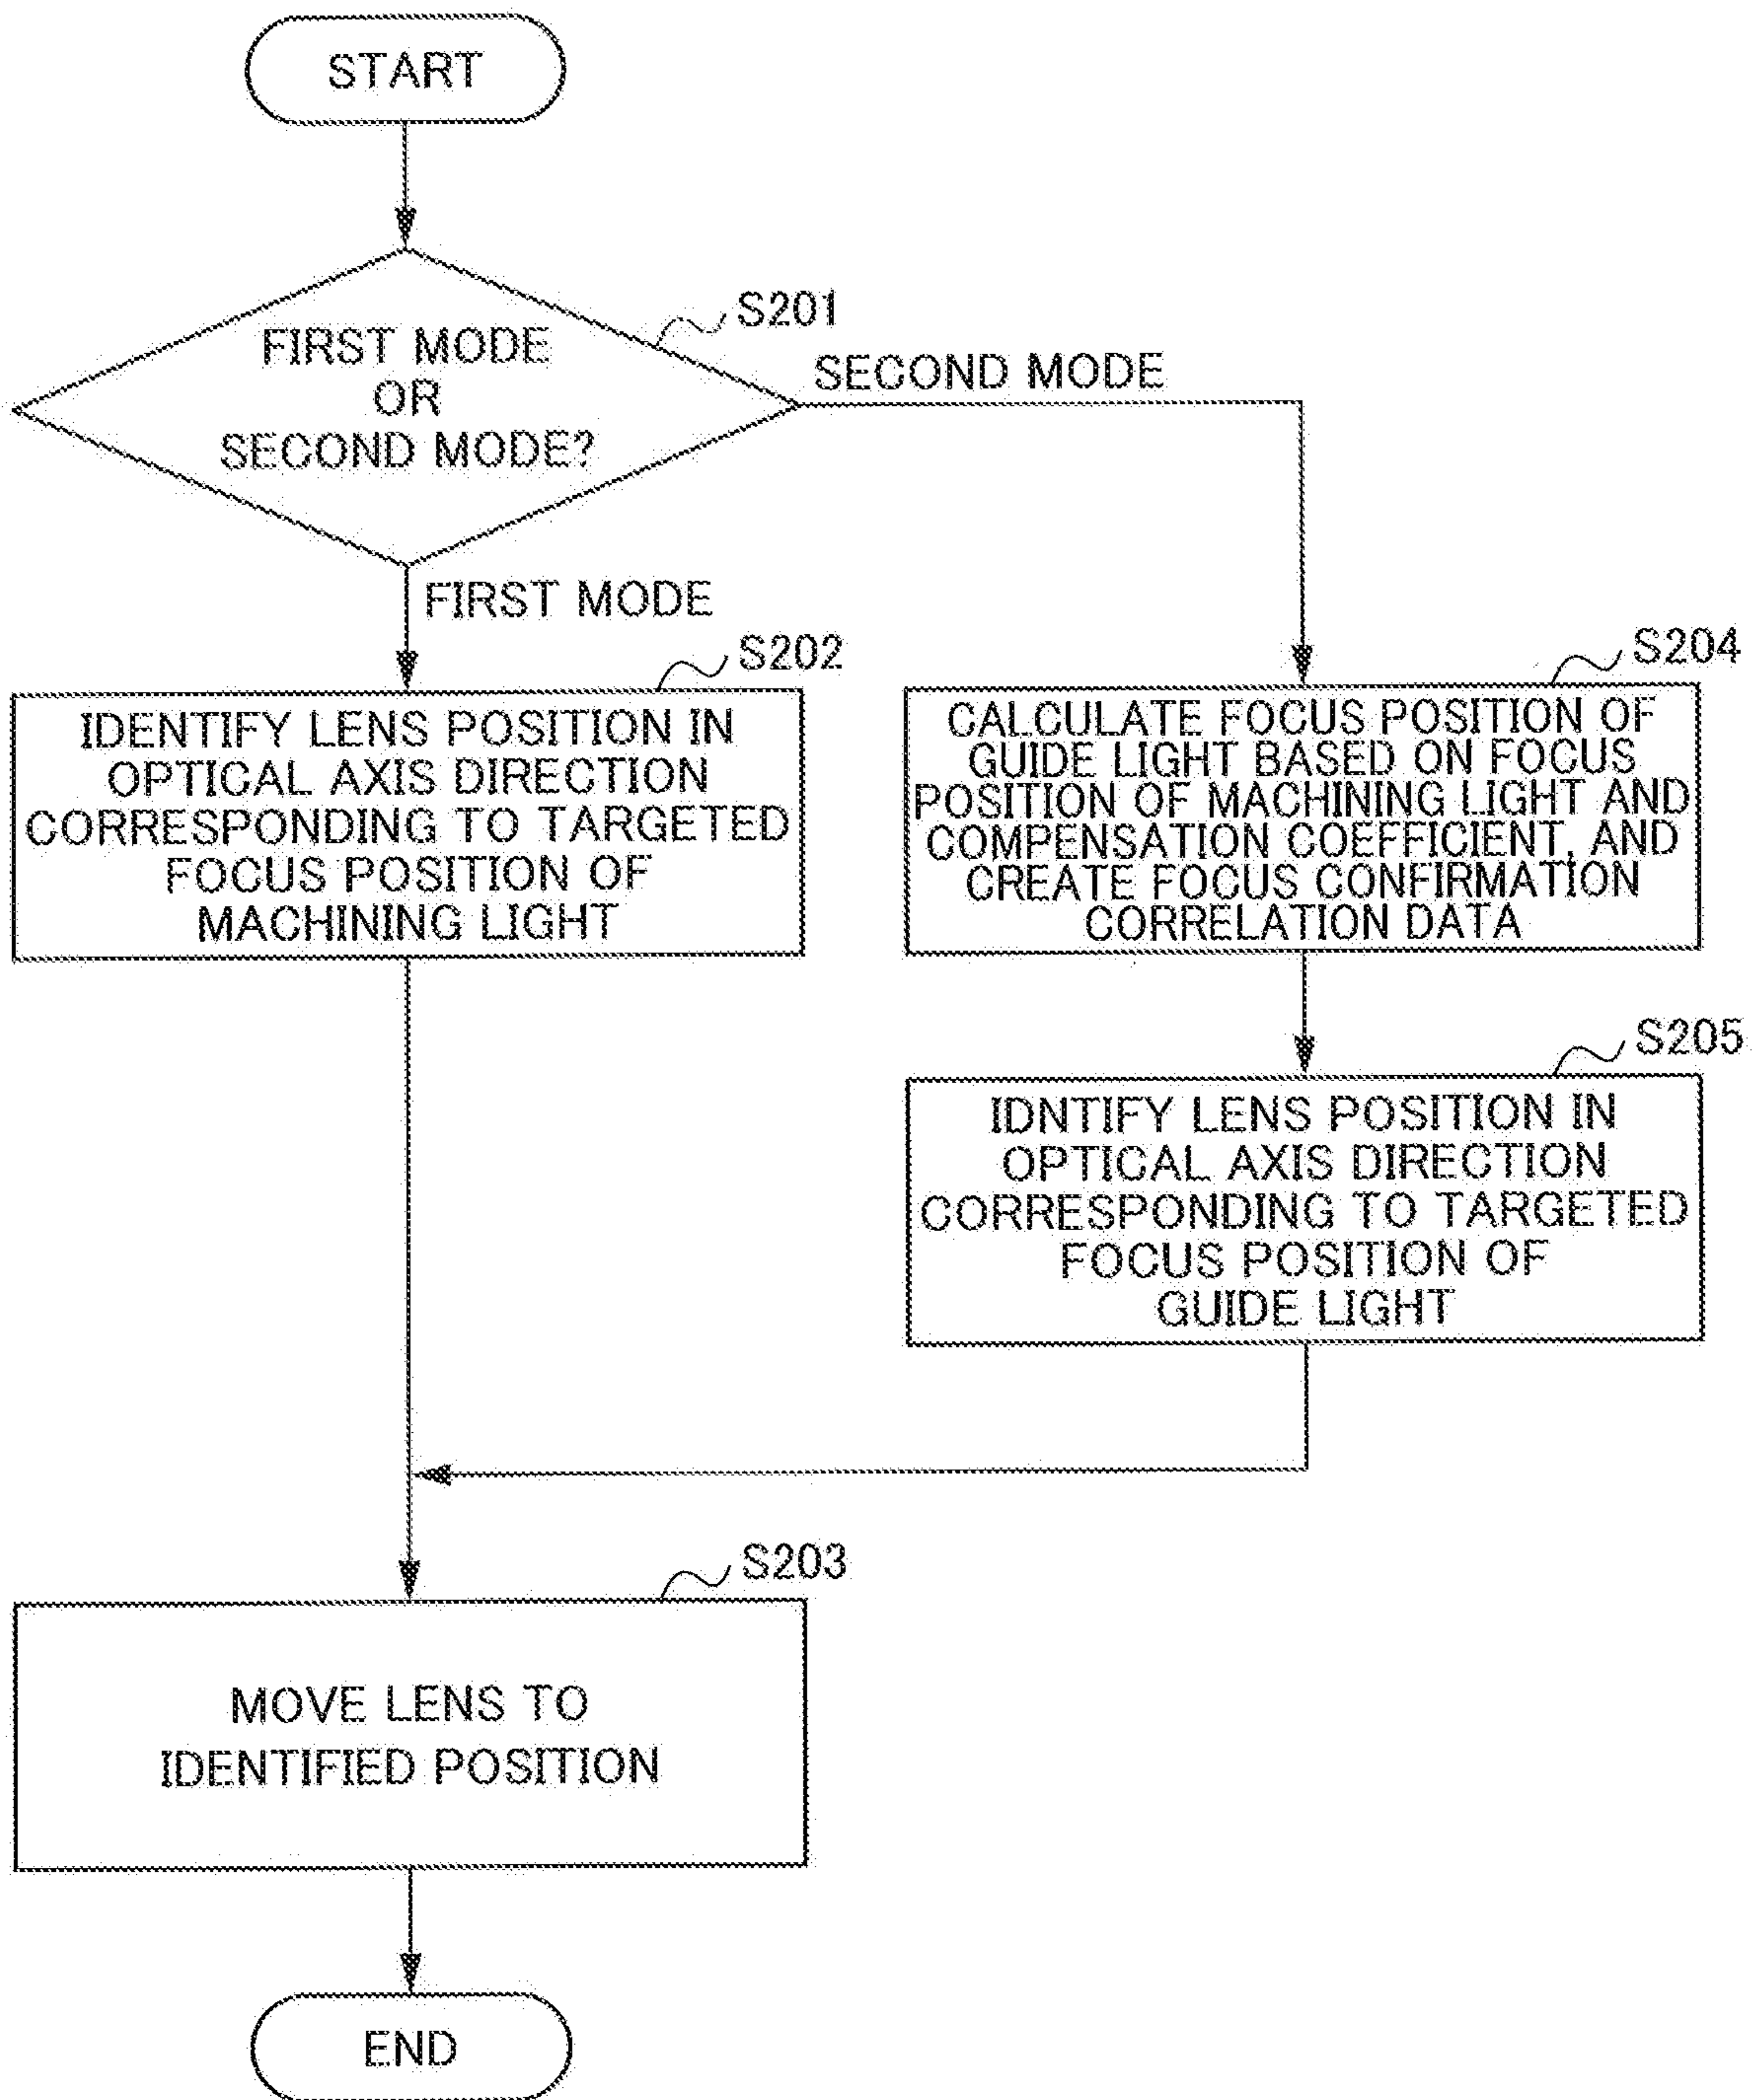 START
S201
FIRST MODE
OR
SECOND MODE?
SECOND MODE
FIRST MODE
S202
IDENTIFY LENS POSITION IN
OPTICAL AXIS DIRECTION
CORRESPONDING TO TARGETED
FOCUS POSITION OF
MACHINING LIGHT
S204
CALCULATE FOCUS POSITION OF
GUIDE LIGHT BASED ON FOCUS
POSITION OF MACHINING LIGHT AND
COMPENSATION COEFFICIENT, AND
CREATE FOCUS CONFIRMATION
CORRELATION DATA
S205
IDNTIFY LENS POSITION IN
OPTICAL AXIS DIRECTION
CORRESPONDING TO TARGETED
FOCUS POSITION OF
GUIDE LIGHT
S203
MOVE LENS TO
IDENTIFIED POSITION
END